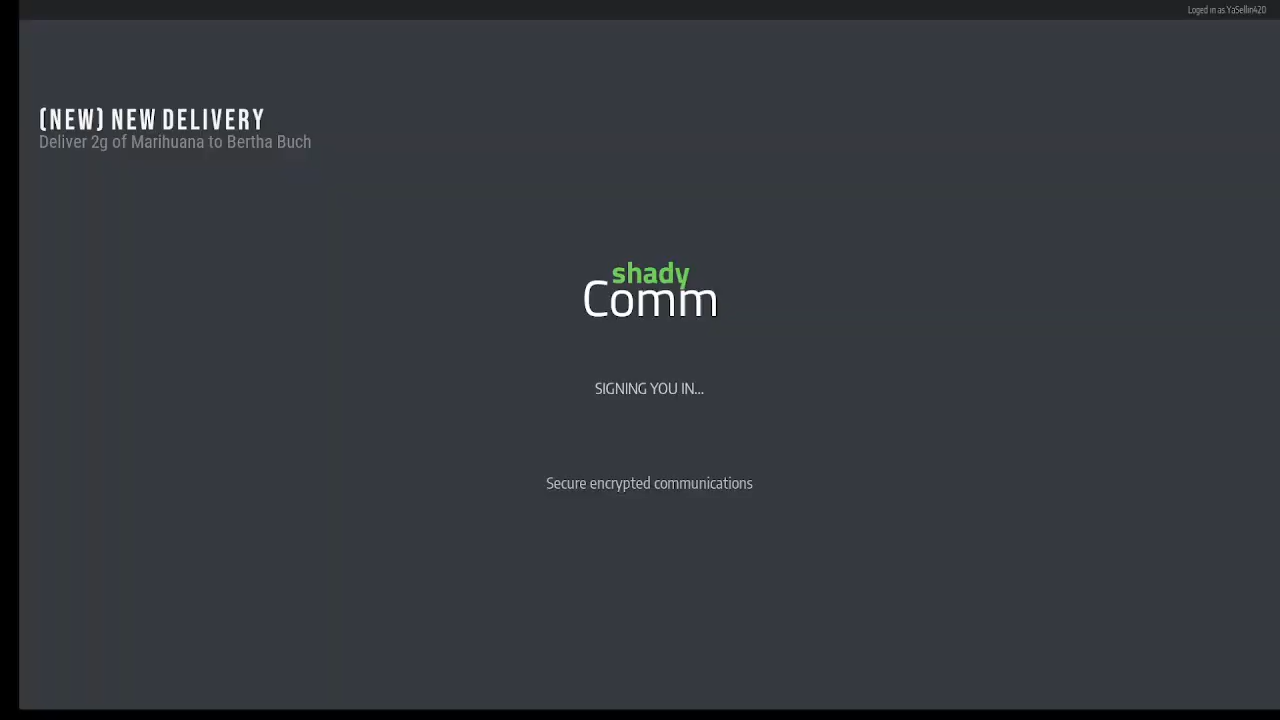 Loged in as YaSellin420
(NEW) NEW DELIVERY
Deliver 2g of Marihuana to Bertha Buch
shady
Comm
SIGNING YOU IN...
Secure encrypted communications